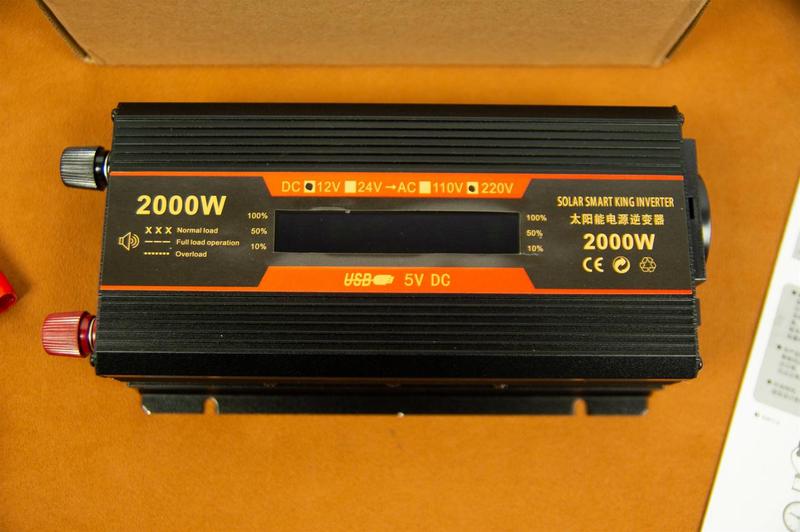 DC 12V 24V → AC 110V 220V
2000W
100%
50%
10%
X X X Normal load
--- Full load operation
------- Overload
100%
50%
10%
SOLAR SMART KING INVERTER
太阳能电源逆变器
2000W
CE
USB 5V DC